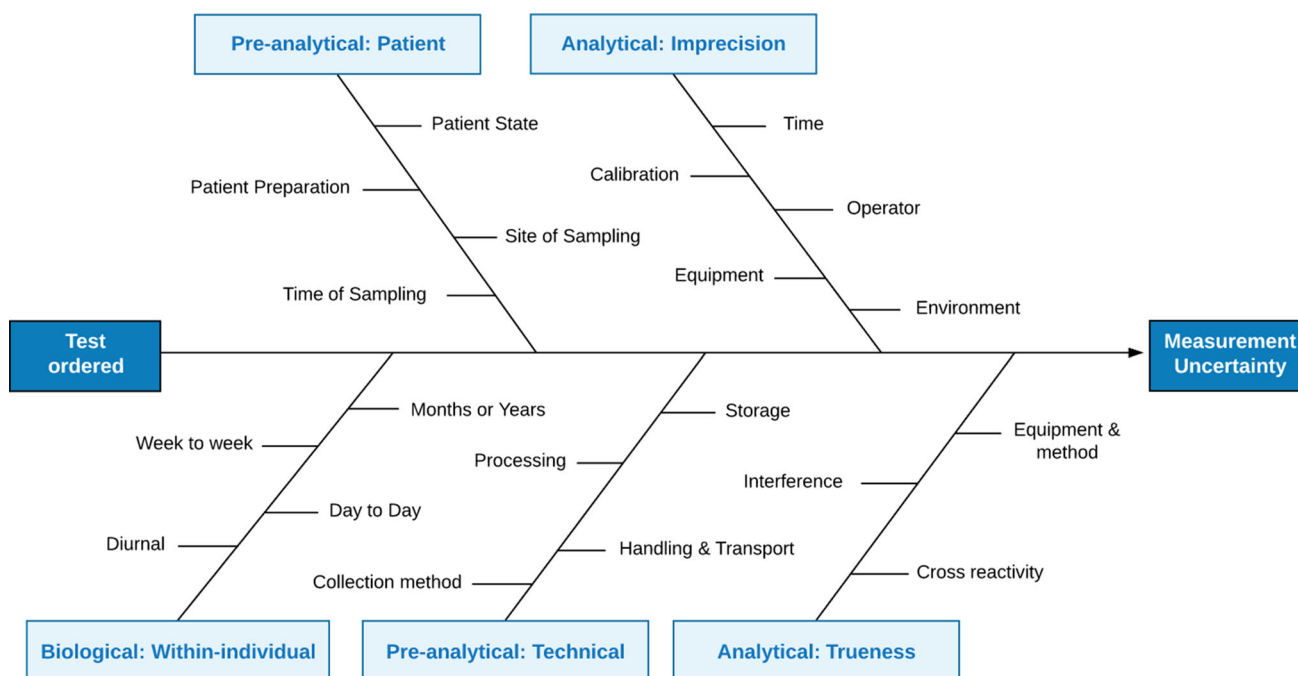 Pre-analytical: Patient
Analytical: Imprecision
Patient State
Time
Patient Preparation
Calibration
Site of Sampling
Operator
Time of Sampling
Equipment
Environment
Test
ordered
Measurement
Uncertainty
Months or Years
Storage
Week to week
Equipment &
method
Processing
Interference
Day to Day
Diurnal
Handling & Transport
Collection method
Cross reactivity
Biological: Within-individual
Pre-analytical: Technical
Analytical: Trueness